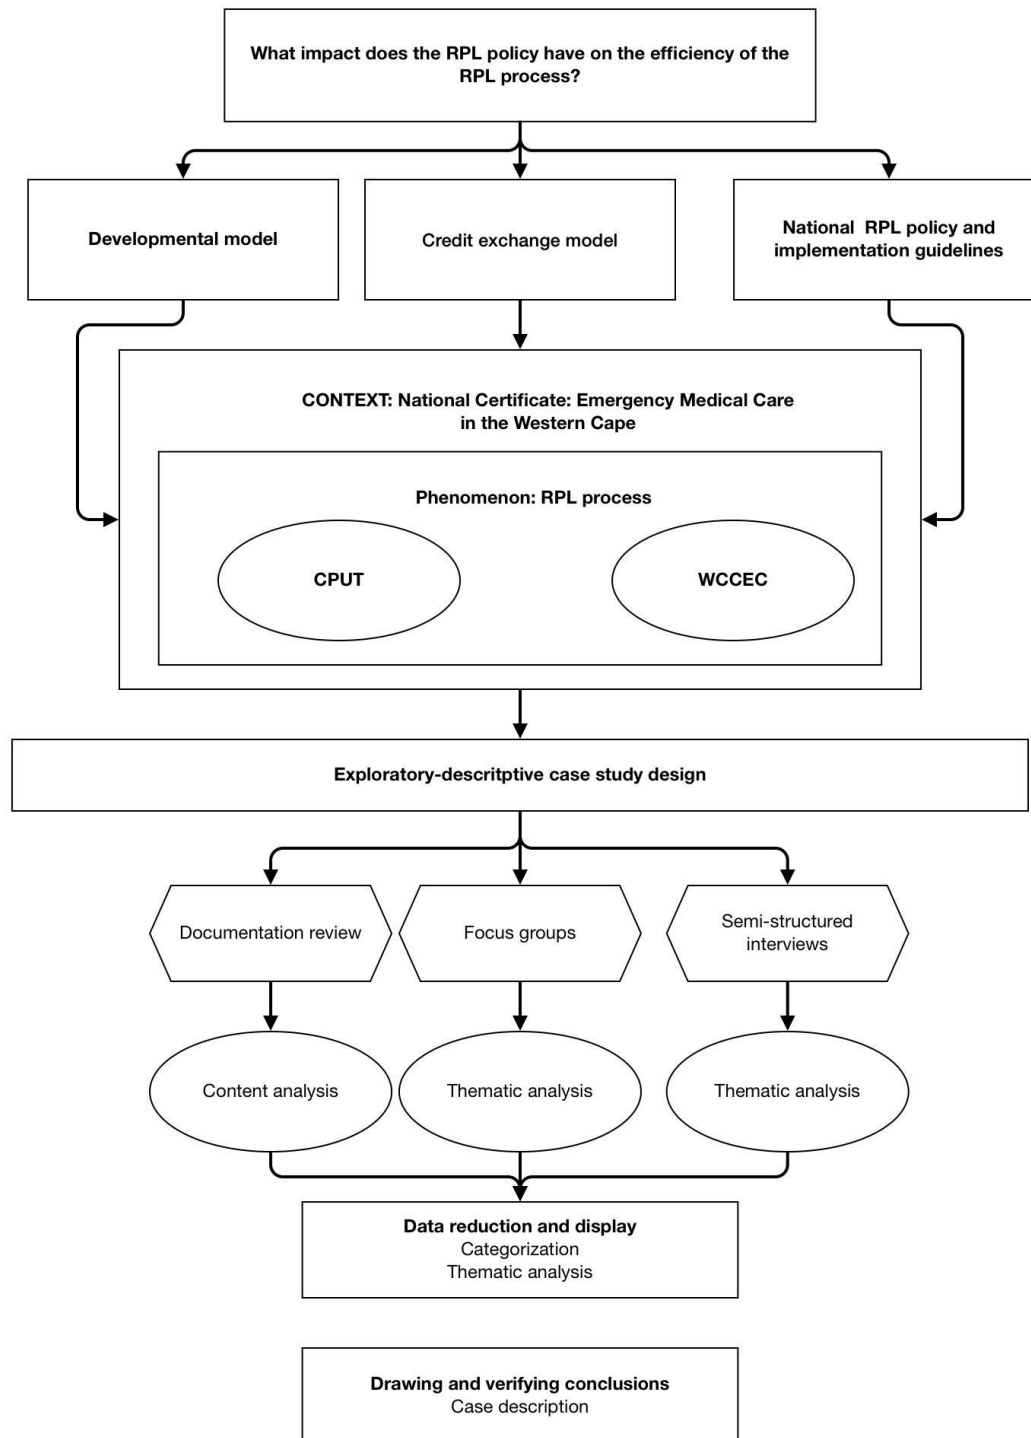 What impact does the RPL policy have on the efficiency of the
RPL process?
Developmental model
Credit exchange model
National RPL policy and
implementation guidelines
CONTEXT: National Certificate: Emergency Medical Care
in the Western Cape
Phenomenon: RPL process
CPUT
WCCEC
Exploratory-descritptive case study design
Documentation review
Focus groups
Semi-structured
interviews
Content analysis
Thematic analysis
Thematic analysis
Data reduction and display
Categorization
Thematic analysis
Drawing and verifying conclusions
Case description